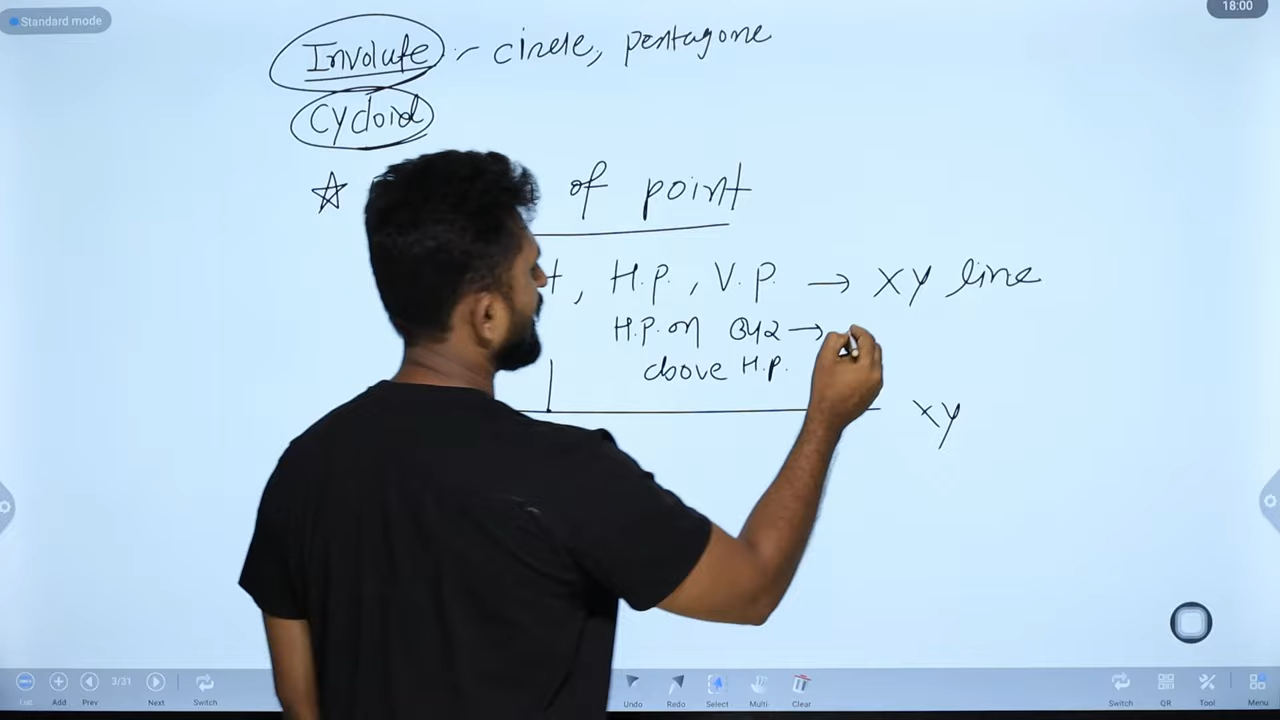 Standard mode
18:00
Involute :- circle, pentagone
Cycloid
of point
, H.P., V.P. → XY line
H.P. on →
above H.P.
xy
List
Add
Prev
3/31
Next
Switch
Undo
Redo
Select
Multi-
Clear
Switch
QR
Tool
Menu